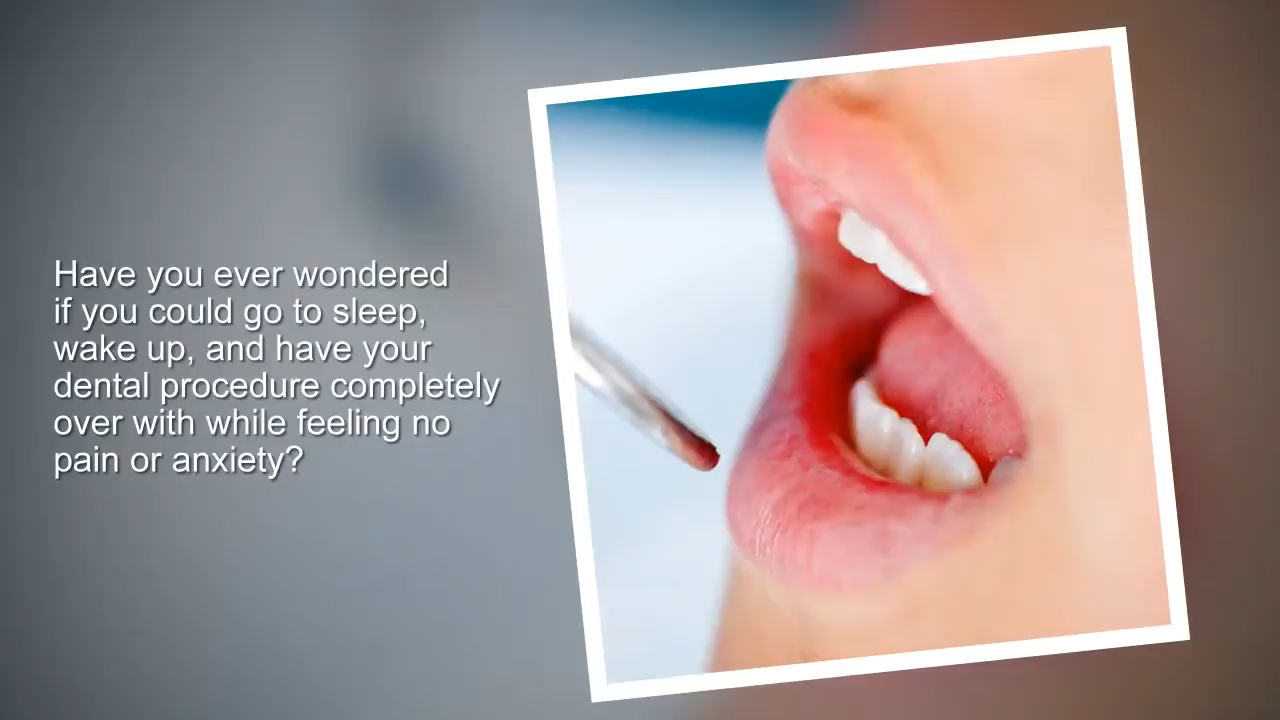 Have you ever wondered
if you could go to sleep,
wake up, and have your
dental procedure completely
over with while feeling no
pain or anxiety?